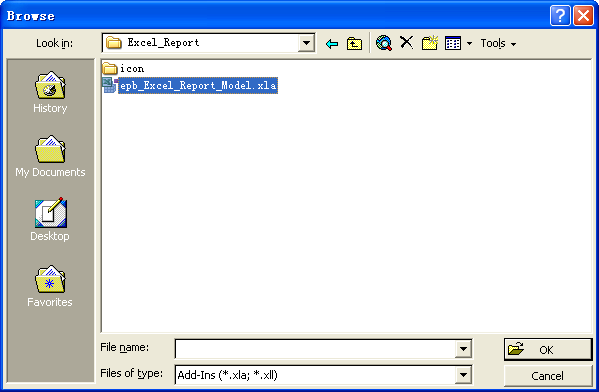 Browse
Look in:
Excel_Report
Tools
icon
epb_Excel_Report_Model.xla
History
My Documents
Desktop
Favorites
File name:
OK
Files of type:
Add-Ins (*.xla; *.xll)
Cancel